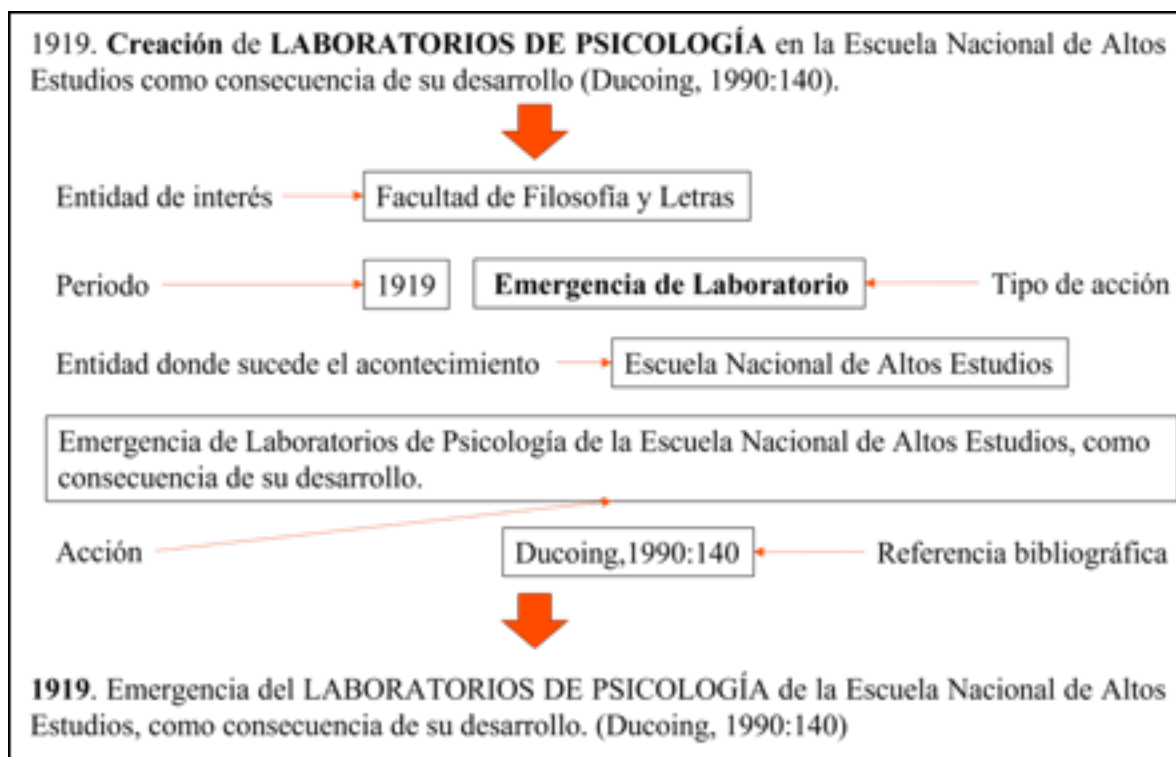 1919. Creación de LABORATORIOS DE PSICOLOGÍA en la Escuela Nacional de Altos
Estudios como consecuencia de su desarrollo (Ducoing, 1990:140).
Entidad de interés
Facultad de Filosofía y Letras
Periodo
1919
Emergencia de Laboratorio
Tipo de acción
Entidad donde sucede el acontecimiento
Escuela Nacional de Altos Estudios
Emergencia de Laboratorios de Psicología de la Escuela Nacional de Altos Estudios, como
consecuencia de su desarrollo.
Acción
Ducoing,1990:140
Referencia bibliográfica
1919. Emergencia del LABORATORIOS DE PSICOLOGÍA de la Escuela Nacional de Altos
Estudios, como consecuencia de su desarrollo. (Ducoing, 1990:140)